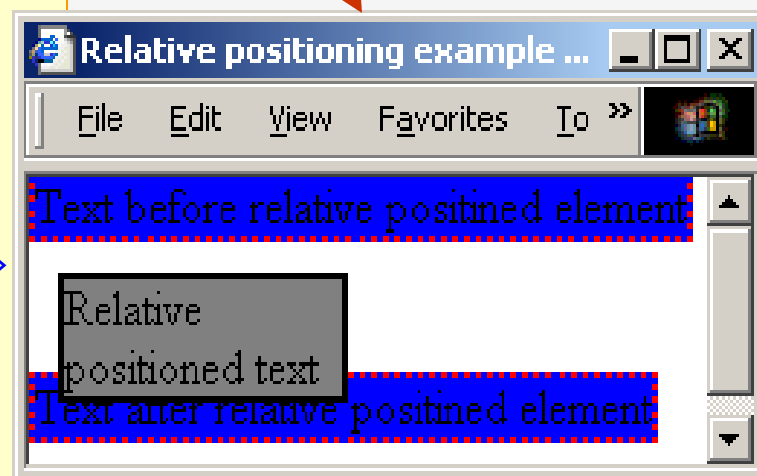 Relative positioning example ...
File Edit View Favorites To »
Text before relative positined element
Relative
positioned text
Text after relative positined element